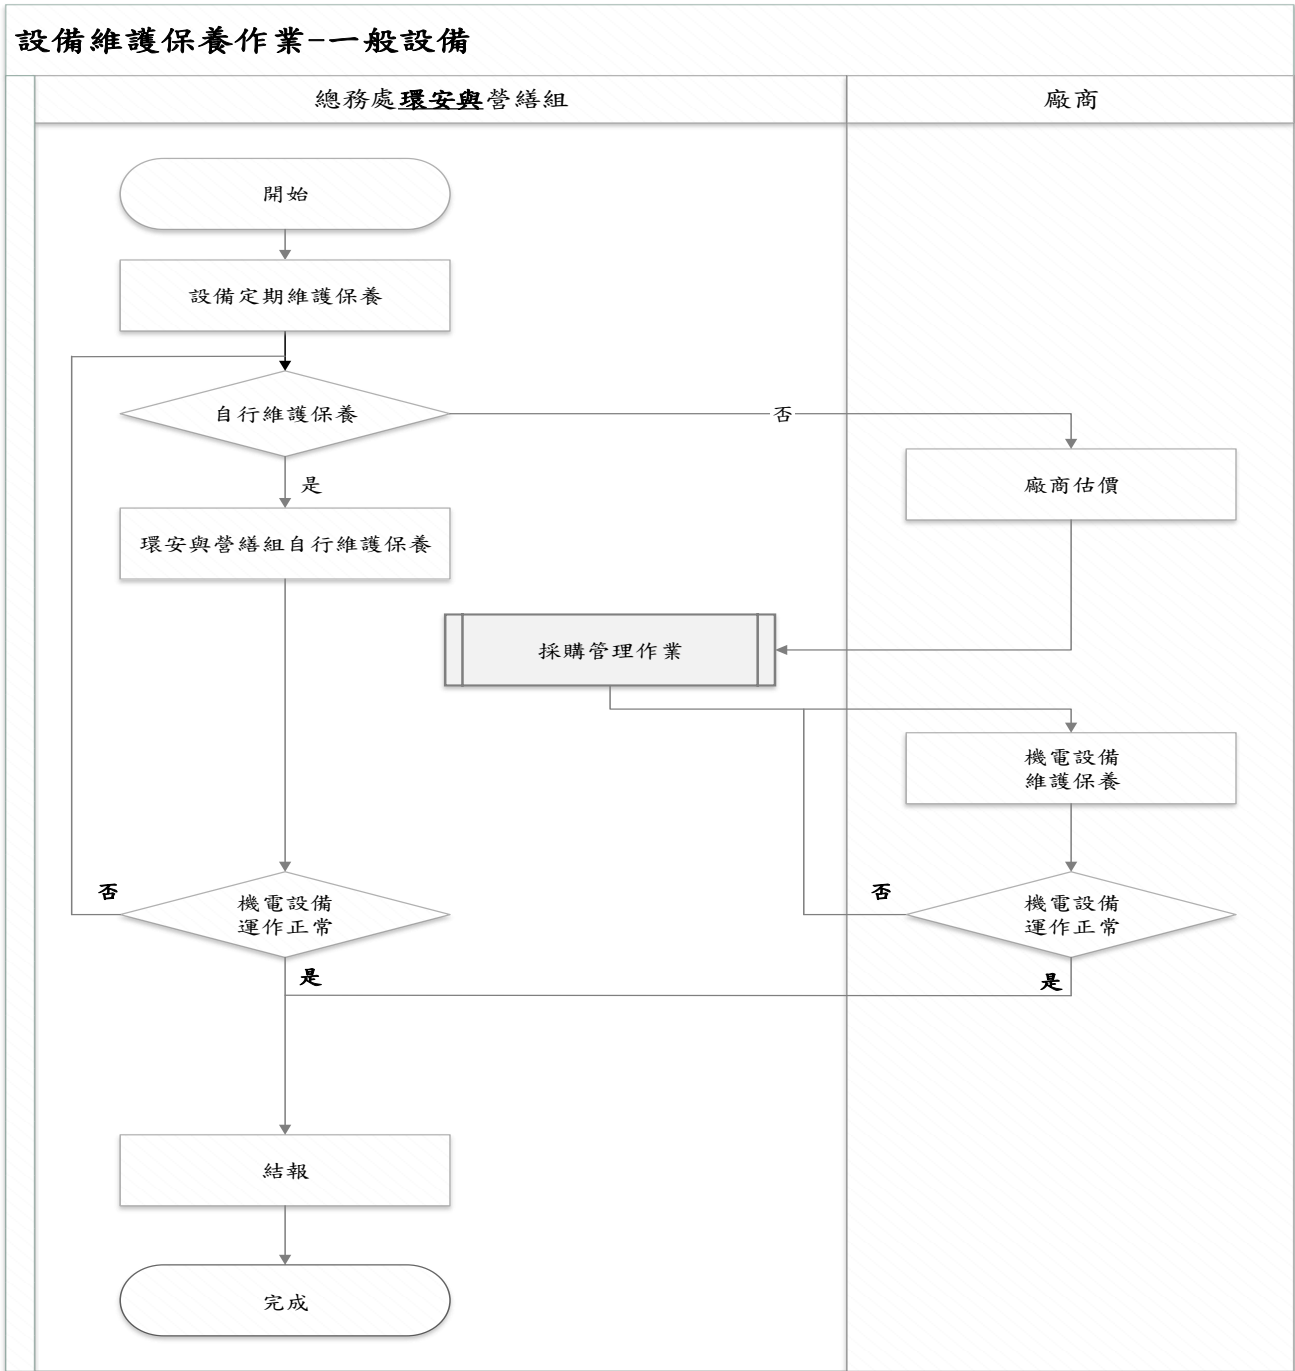 設備維護保養作業-一般設備
總務處環安與營繕組
廠商
開始
設備定期維護保養
自行維護保養
否
是
廠商估價
環安與營繕組自行維護保養
採購管理作業
機電設備
維護保養
否
機電設備
運作正常
否
機電設備
運作正常
是
是
結報
完成